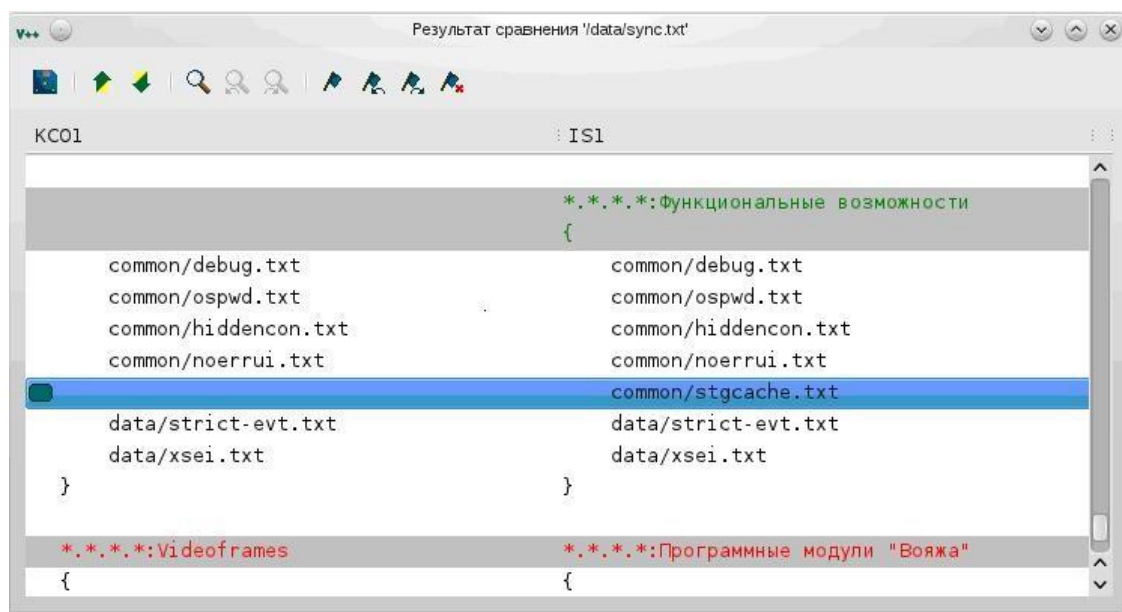 V++ Результат сравнения '/data/sync.txt'
KCO1 IS1
*.*.*.*:Функциональные возможности
{
common/debug.txt common/debug.txt
common/ospwd.txt common/ospwd.txt
common/hiddencon.txt common/hiddencon.txt
common/noerrui.txt common/noerrui.txt
common/stgcache.txt
data/strict-evt.txt data/strict-evt.txt
data/xsei.txt data/xsei.txt
} }
*.*.*.*:Videoframes *.*.*.*:Программные модули "Вояжа"
{ {